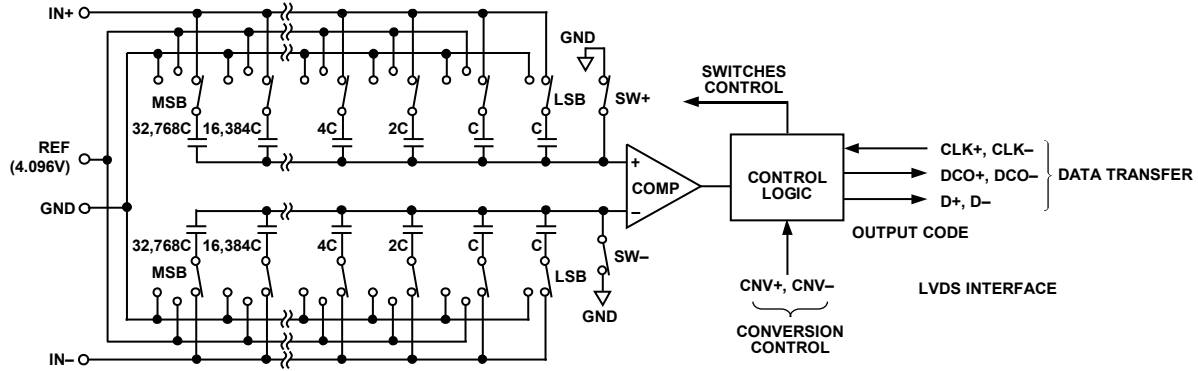 IN+
GND
SWITCHES
CONTROL
MSB
LSB
SW+
32,768C 16,384C 4C 2C C C
REF
(4.096V)
GND
COMP
+
–
CONTROL
LOGIC
CLK+, CLK–
DCO+, DCO–
D+, D–
DATA TRANSFER
OUTPUT CODE
32,768C 16,384C 4C 2C C C
MSB
LSB
SW–
GND
CNV+, CNV–
CONVERSION
CONTROL
LVDS INTERFACE
IN–